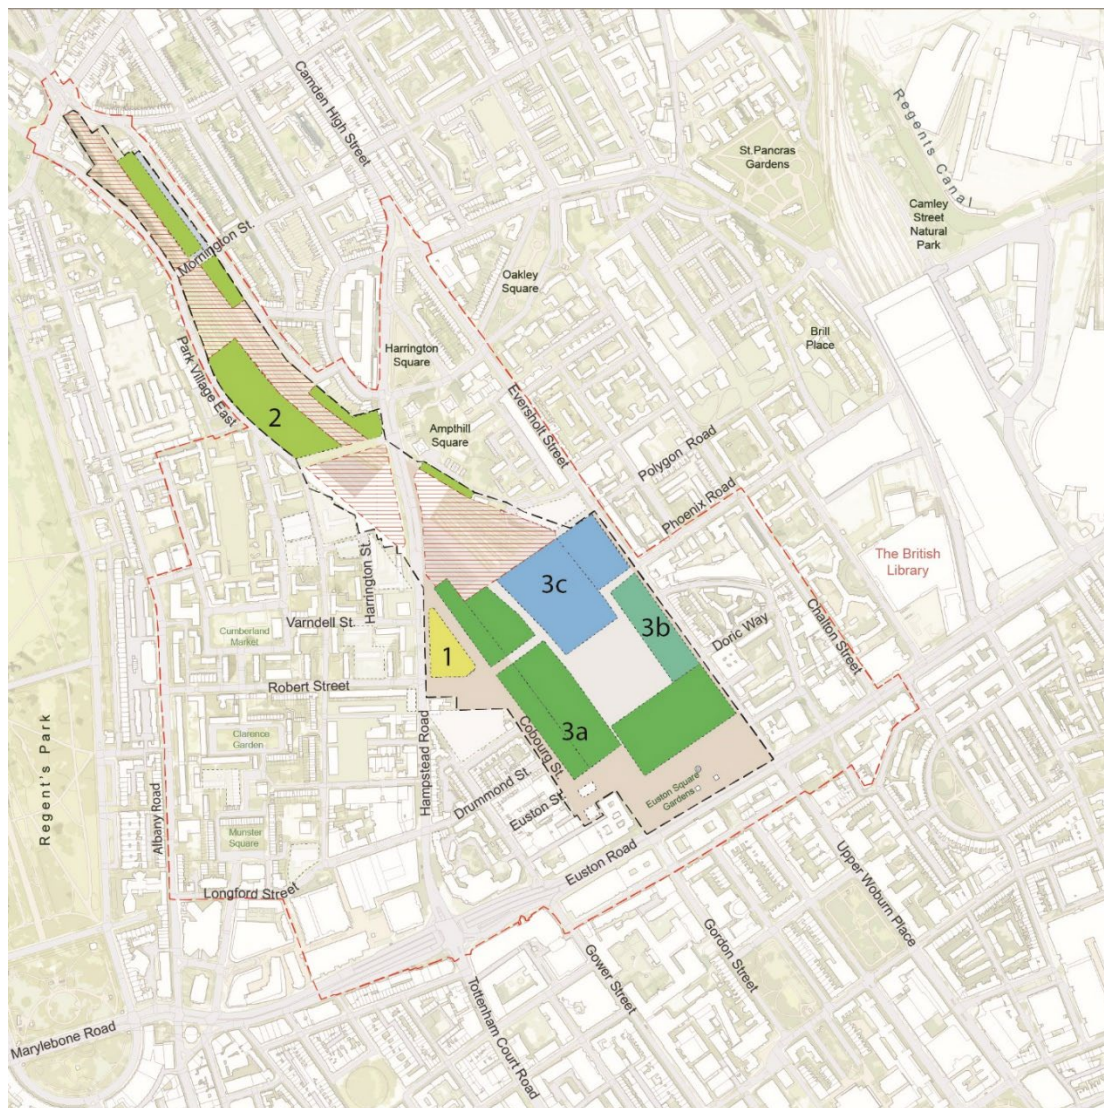 Camden High Street
Regents Canal
St.Pancras
Gardens
Camley
Street
Natural
Park
Mornington St.
Oakley
Square
Brill
Place
Harrington
Square
Park Village East
2
Eversholt Street
Ampthill
Square
Polygon Road
Phoenix Road
Harrington St.
The British
Library
3c
3b
Varndell St.
Cumberland
Market
Doric Way
Chalton Street
1
Robert Street
Regent's Park
Clarence
Garden
Hampstead Road
3a
Cobourg St.
Drummond St.
Euston St.
Euston Square
Gardens
Albany Road
Munster
Square
Euston Road
Longford Street
Upper Woburn Place
Gordon Street
Gower Street
Tottenham Court Road
Marylebone Road